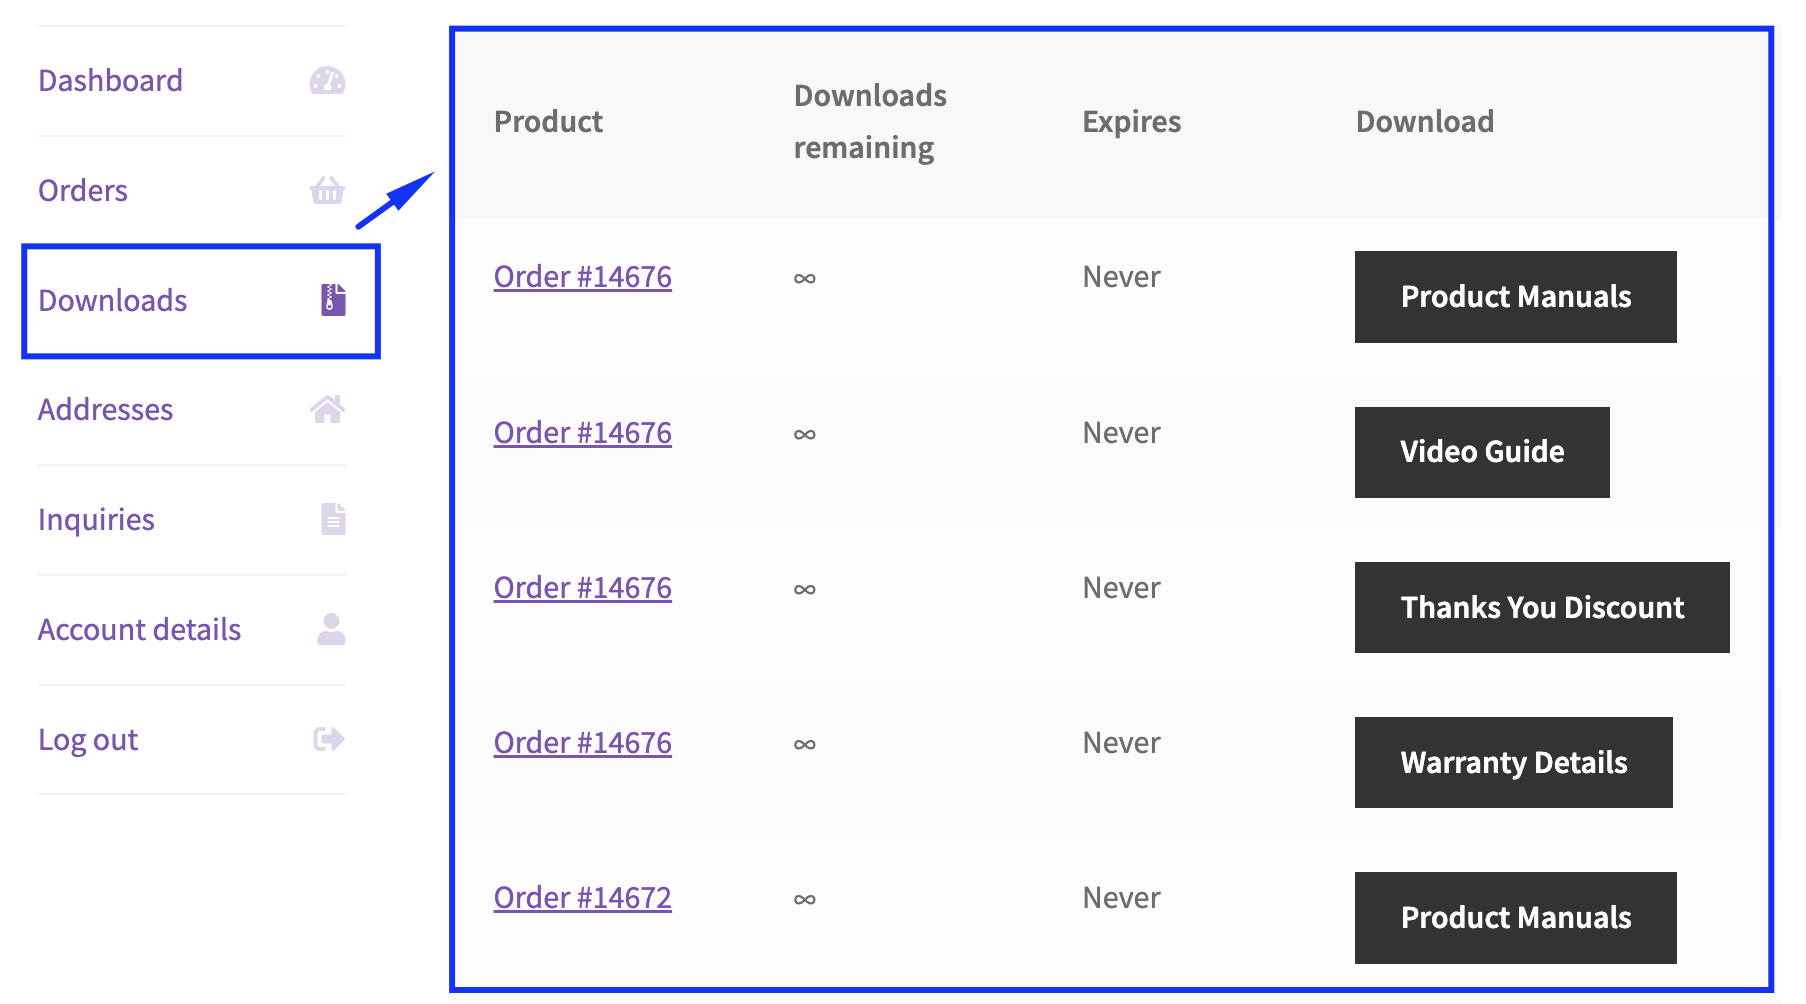 Dashboard
Orders
Downloads
Addresses
Inquiries
Account details
Log out
Product
Downloads
remaining
Expires
Download
Order #14676
∞
Never
Product Manuals
Order #14676
∞
Never
Video Guide
Order #14676
∞
Never
Thanks You Discount
Order #14676
∞
Never
Warranty Details
Order #14672
∞
Never
Product Manuals